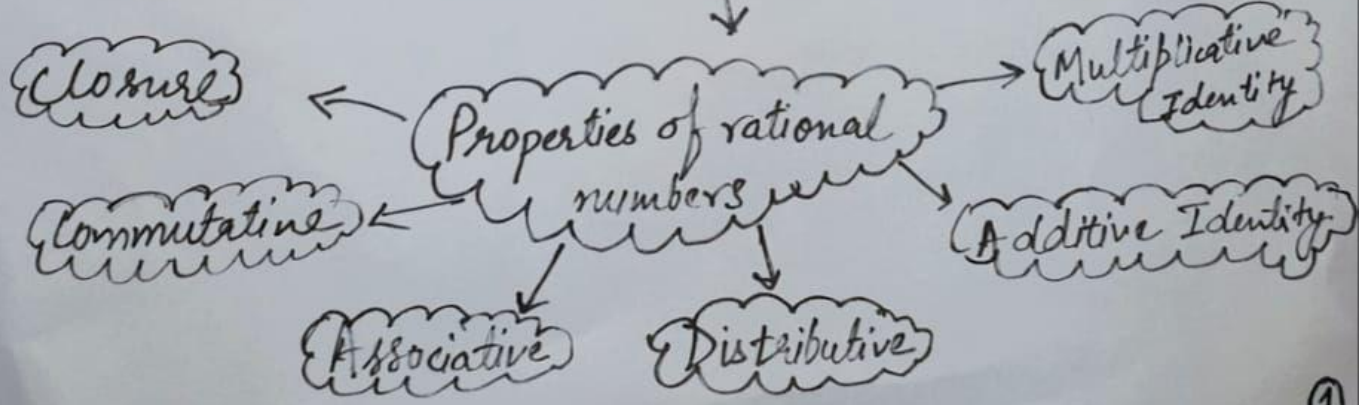 Properties of rational
numbers
Closure
Commutative
Associative
Distributive
Additive Identity
Multiplicative
Identity
1